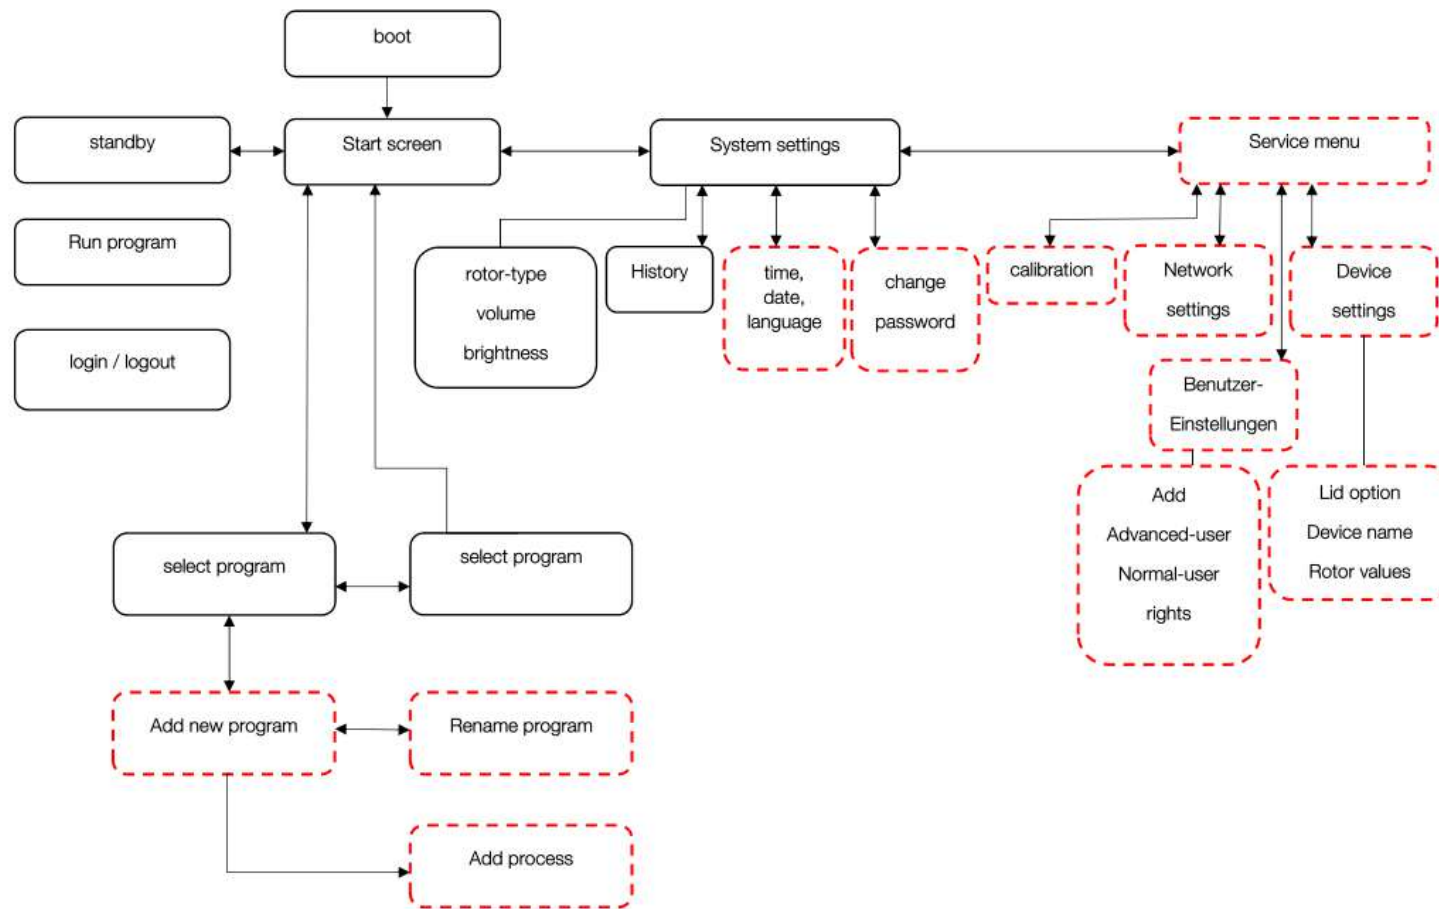 boot
standby
Start screen
System settings
Service menu
Run program
login / logout
rotor-type
volume
brightness
History
time,
date,
language
change
password
calibration
Network
settings
Device
settings
Benutzer-
Einstellungen
Add
Advanced-user
Normal-user
rights
Lid option
Device name
Rotor values
select program
select program
Add new program
Rename program
Add process